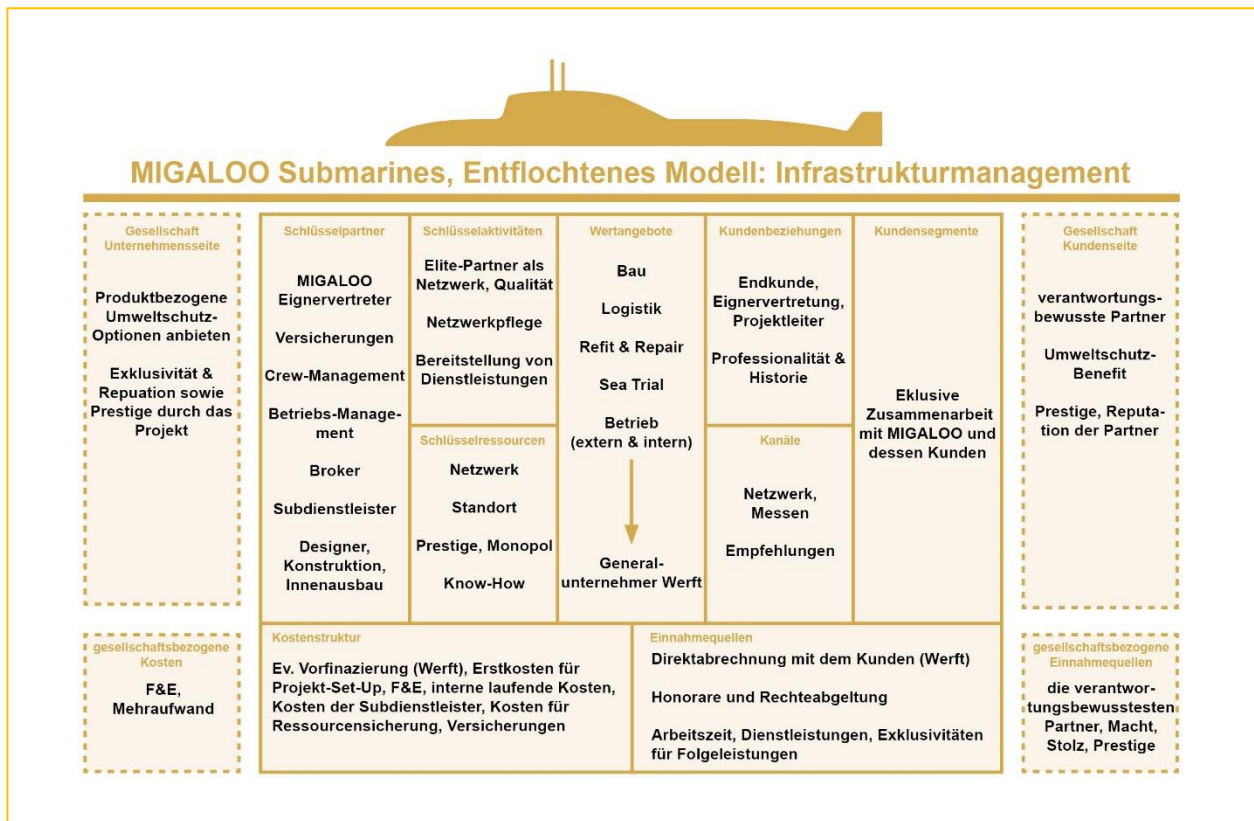 MIGALOO Submarines, Entflochtenes Modell: Infrastrukturmanagement
Gesellschaft
Unternehmensseite
Produktbezogene
Umweltschutz-
Optionen anbieten
Exklusivität &
Repuation sowie
Prestige durch das
Projekt
Schlüsselpartner
MIGALOO
Eignervertreter
Versicherungen
Crew-Management
Betriebs-Manage-
ment
Broker
Subdienstleister
Designer,
Konstruktion,
Innenausbau
Schlüsselaktivitäten
Elite-Partner als
Netzwerk, Qualität
Netzwerkpflege
Bereitstellung von
Dienstleistungen
Schlüsselressourcen
Netzwerk
Standort
Prestige, Monopol
Know-How
Wertangebote
Bau
Logistik
Refit & Repair
Sea Trial
Betrieb
(extern & intern)
General-
unternehmer Werft
Kundenbeziehungen
Endkunde,
Eignervertretung,
Projektleiter
Professionalität &
Historie
Kanäle
Netzwerk,
Messen
Empfehlungen
Kundensegmente
Eklusive
Zusammenarbeit
mit MIGALOO und
dessen Kunden
Gesellschaft
Kundenseite
verantwortungs-
bewusste Partner
Umweltschutz-
Benefit
Prestige, Reputa-
tion der Partner
gesellschaftsbezogene
Kosten
F&E,
Mehraufwand
Kostenstruktur
Ev. Vorfinazierung (Werft), Erstkosten für
Projekt-Set-Up, F&E, interne laufende Kosten,
Kosten der Subdienstleister, Kosten für
Ressourcensicherung, Versicherungen
Einnahmequellen
Direktabrechnung mit dem Kunden (Werft)
Honorare und Rechteabgeltung
Arbeitszeit, Dienstleistungen, Exklusivitäten
für Folgeleistungen
gesellschaftsbezogene
Einnahmequellen
die verantwor-
tungsbewusstesten
Partner, Macht,
Stolz, Prestige